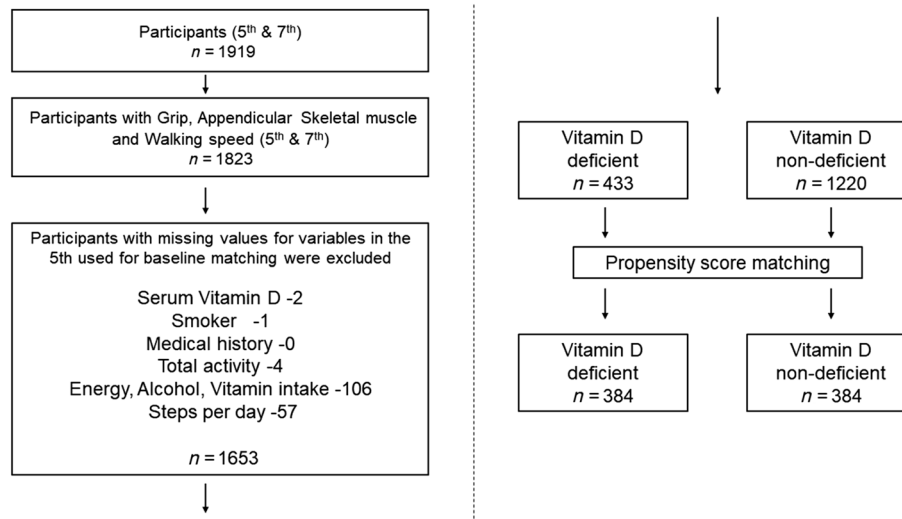 Participants (5th & 7th)
n = 1919
Participants with Grip, Appendicular Skeletal muscle
and Walking speed (5th & 7th)
n = 1823
Participants with missing values for variables in the
5th used for baseline matching were excluded
Serum Vitamin D -2
Smoker -1
Medical history -0
Total activity -4
Energy, Alcohol, Vitamin intake -106
Steps per day -57
n = 1653
Vitamin D
deficient
n = 433
Vitamin D
non-deficient
n = 1220
Propensity score matching
Vitamin D
deficient
n = 384
Vitamin D
non-deficient
n = 384